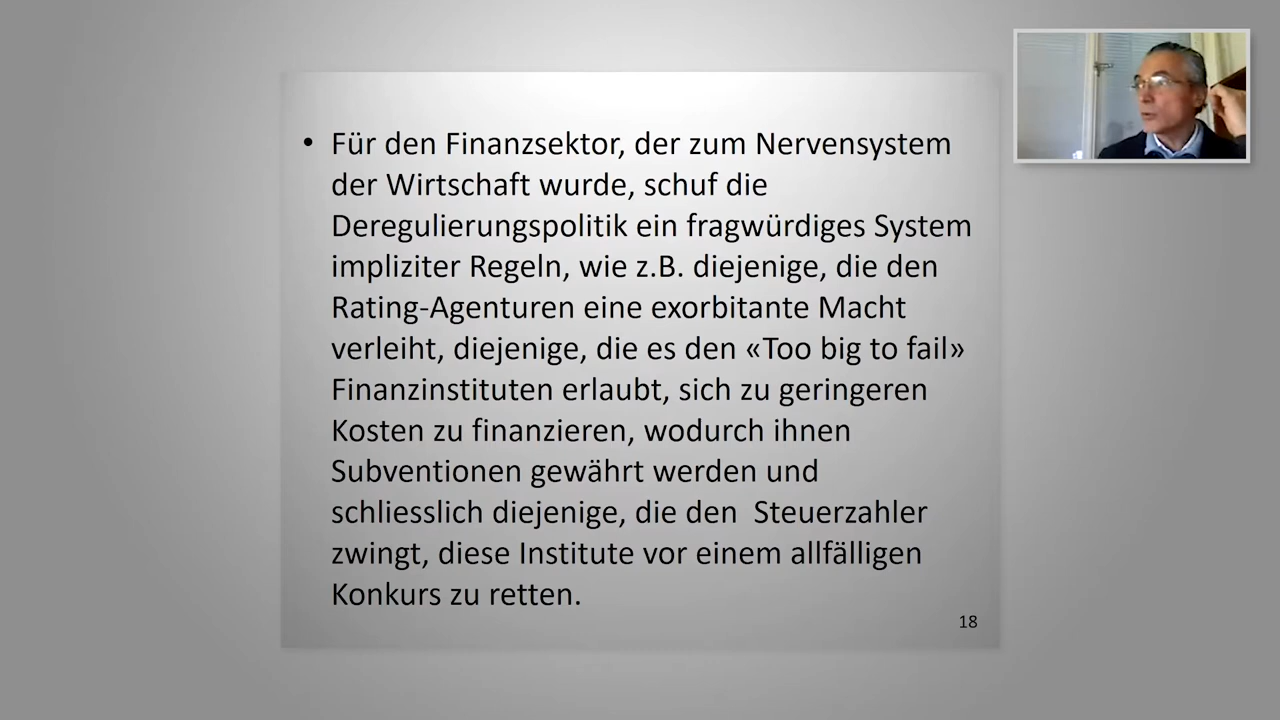 • Für den Finanzsektor, der zum Nervensystem
der Wirtschaft wurde, schuf die
Deregulierungspolitik ein fragwürdiges System
impliziter Regeln, wie z.B. diejenige, die den
Rating-Agenturen eine exorbitante Macht
verleiht, diejenige, die es den «Too big to fail»
Finanzinstituten erlaubt, sich zu geringeren
Kosten zu finanzieren, wodurch ihnen
Subventionen gewährt werden und
schliesslich diejenige, die den  Steuerzahler
zwingt, diese Institute vor einem allfälligen
Konkurs zu retten.
18